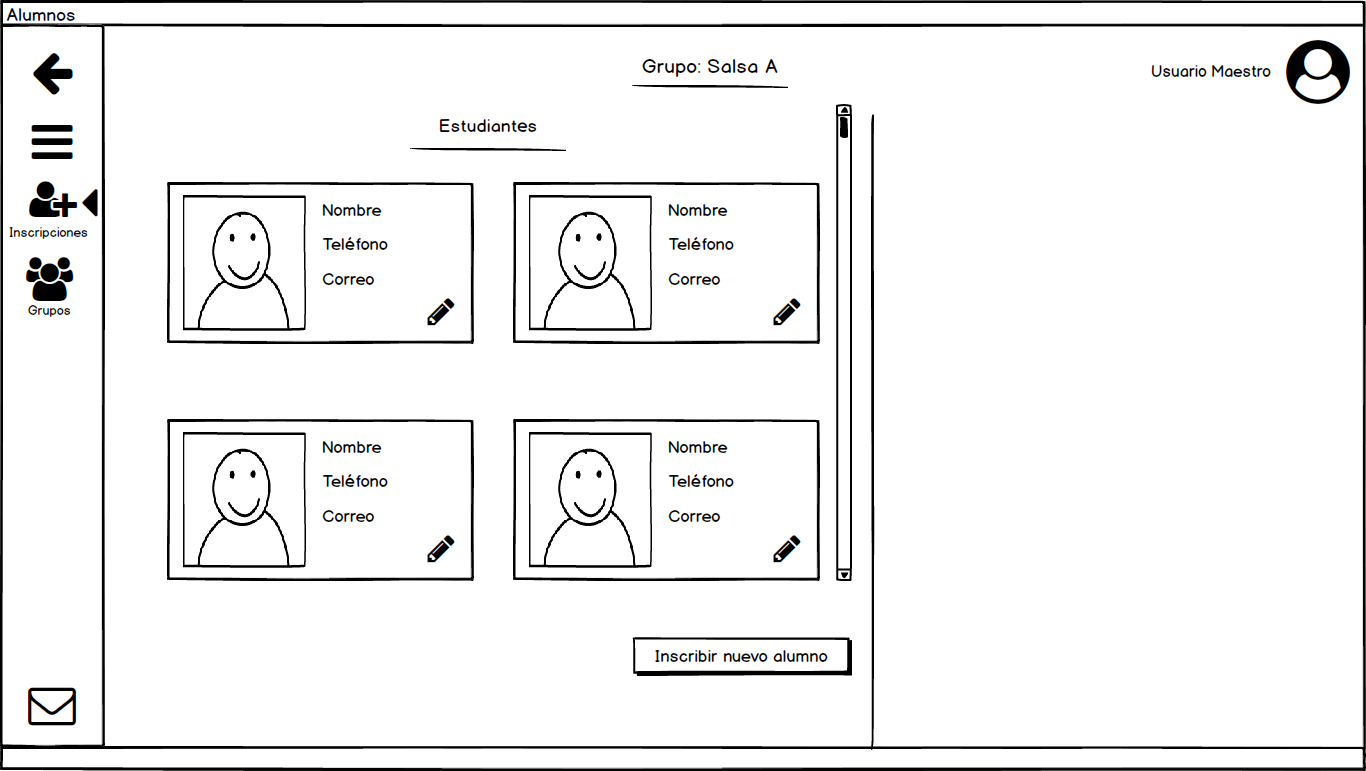 Alumnos
Grupo: Salsa A
Usuario Maestro
Inscripciones
Grupos
Estudiantes
Nombre
Teléfono
Correo
Nombre
Teléfono
Correo
Nombre
Teléfono
Correo
Nombre
Teléfono
Correo
Inscribir nuevo alumno